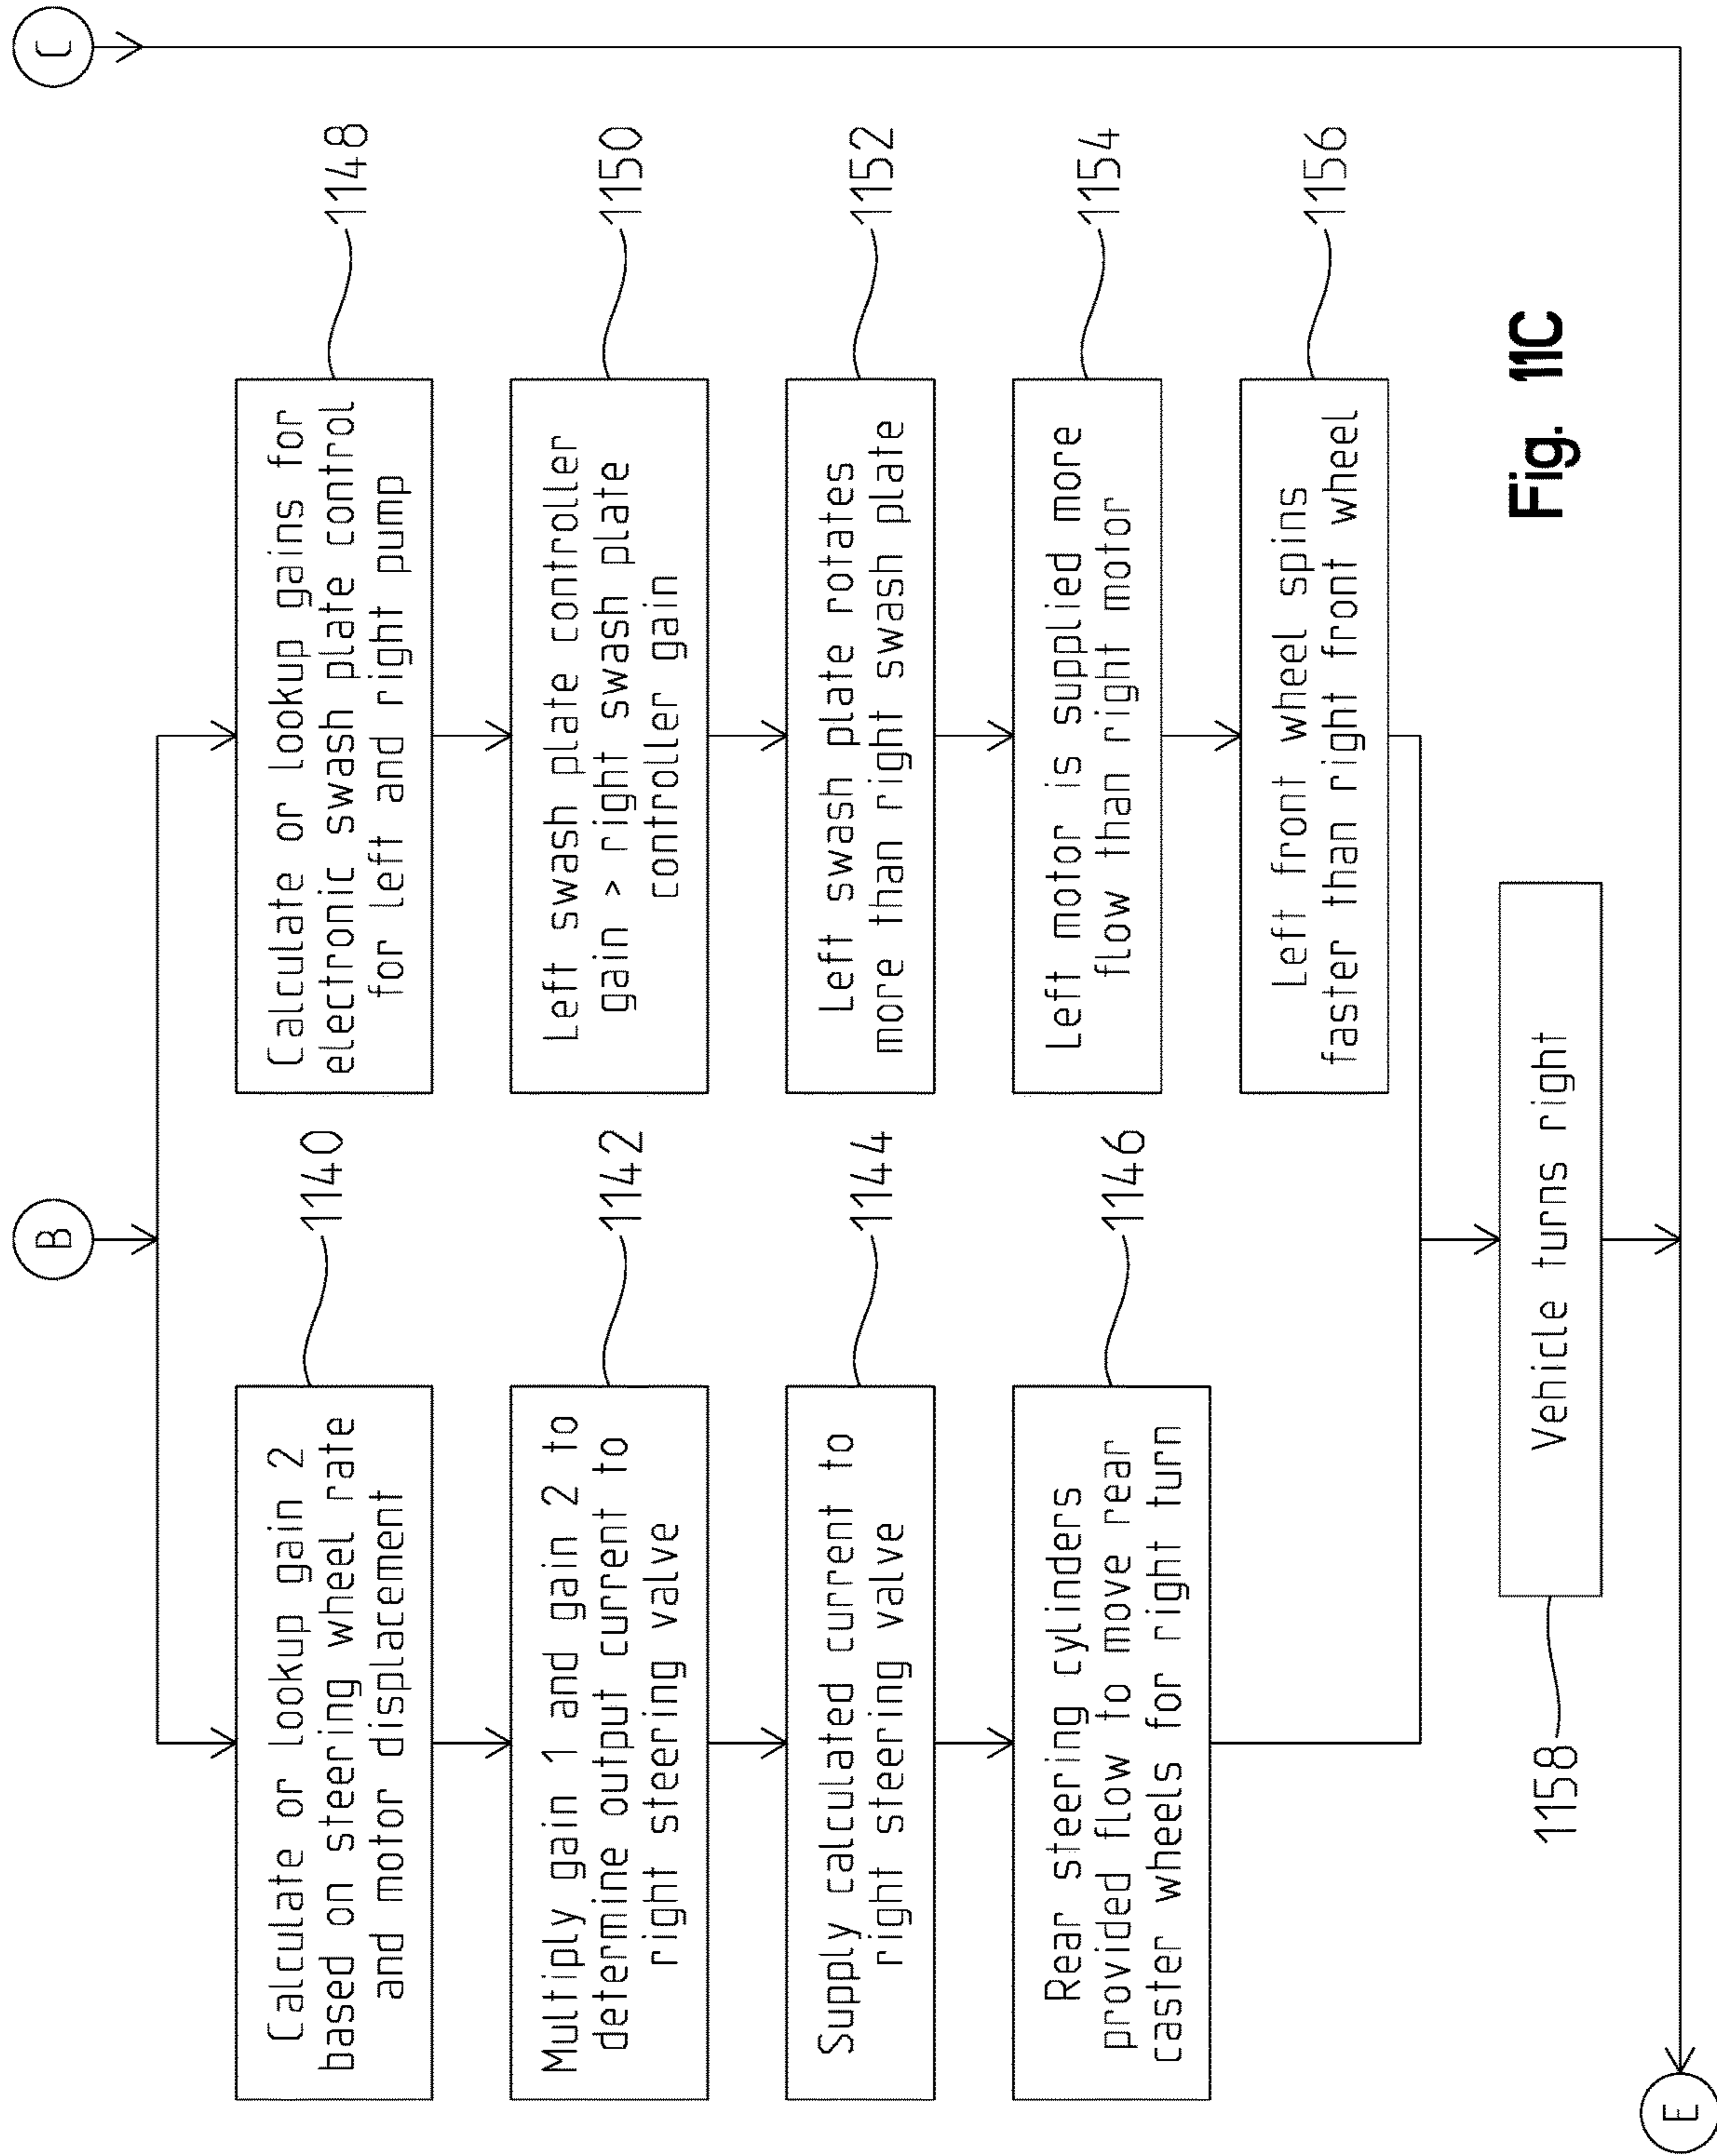 B
C
Calculate or lookup gain 2
based on steering wheel rate
and motor displacement
1140
Multiply gain 1 and gain 2 to
determine output current to
right steering valve
1142
Supply calculated current to
right steering valve
1144
Rear steering cylinders
provided flow to move rear
caster wheels for right turn
1146
Calculate or lookup gains for
electronic swash plate control
for left and right pump
1148
Left swash plate controller
gain > right swash plate
controller gain
1150
Left swash plate rotates
more than right swash plate
1152
Left motor is supplied more
flow than right motor
1154
Left front wheel spins
faster than right front wheel
1156
Vehicle turns right
1158
E
Fig. 11C